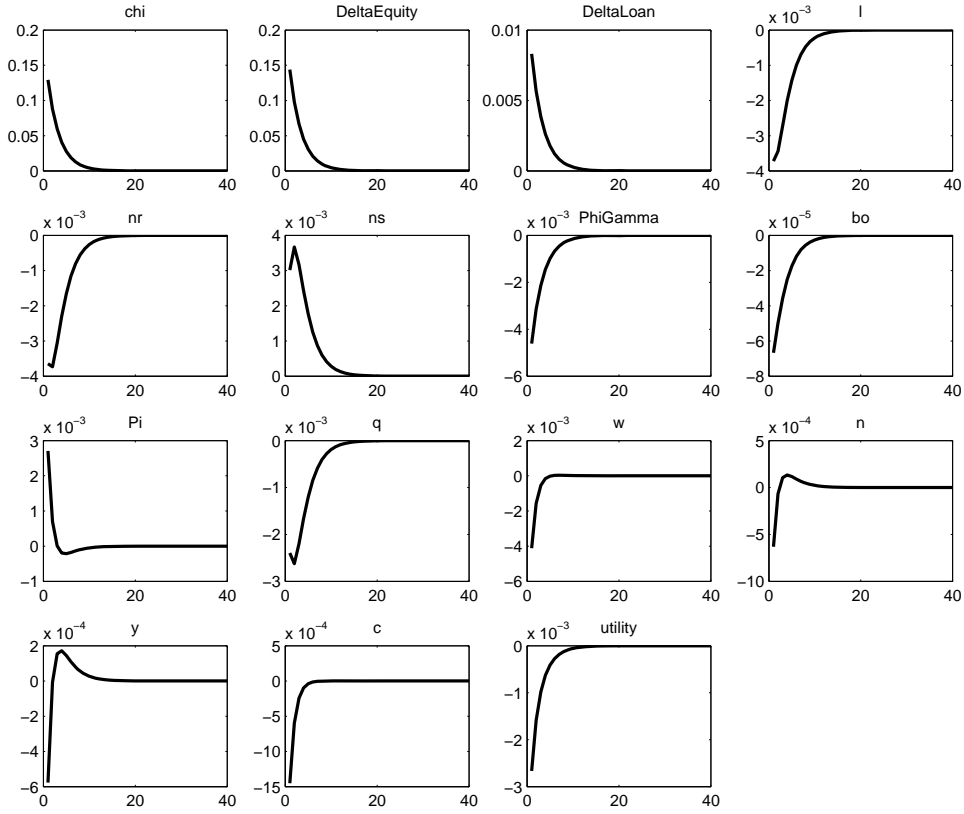 chi DeltaEquity DeltaLoan l
0.2 0.15 0.1 0.05 0 0 20 40
0.2 0.15 0.1 0.05 0 0 20 40
0.01 0.005 0 0 20 40
x 10−3 0 −1 −2 −3 −4 0 20 40
nr ns PhiGamma bo
x 10−3 0 −1 −2 −3 −4 0 20 40
x 10−3 4 3 2 1 0 0 20 40
x 10−3 0 −2 −4 −6 0 20 40
x 10−5 0 −2 −4 −6 −8 0 20 40
Pi q w n
x 10−3 3 2 1 0 −1 0 20 40
x 10−3 0 −1 −2 −3 0 20 40
x 10−3 2 0 −2 −4 −6 0 20 40
x 10−4 5 0 −5 −10 0 20 40
y c utility
x 10−4 2 0 −2 −4 −6 0 20 40
x 10−4 5 0 −5 −10 −15 0 20 40
x 10−3 0 −1 −2 −3 0 20 40